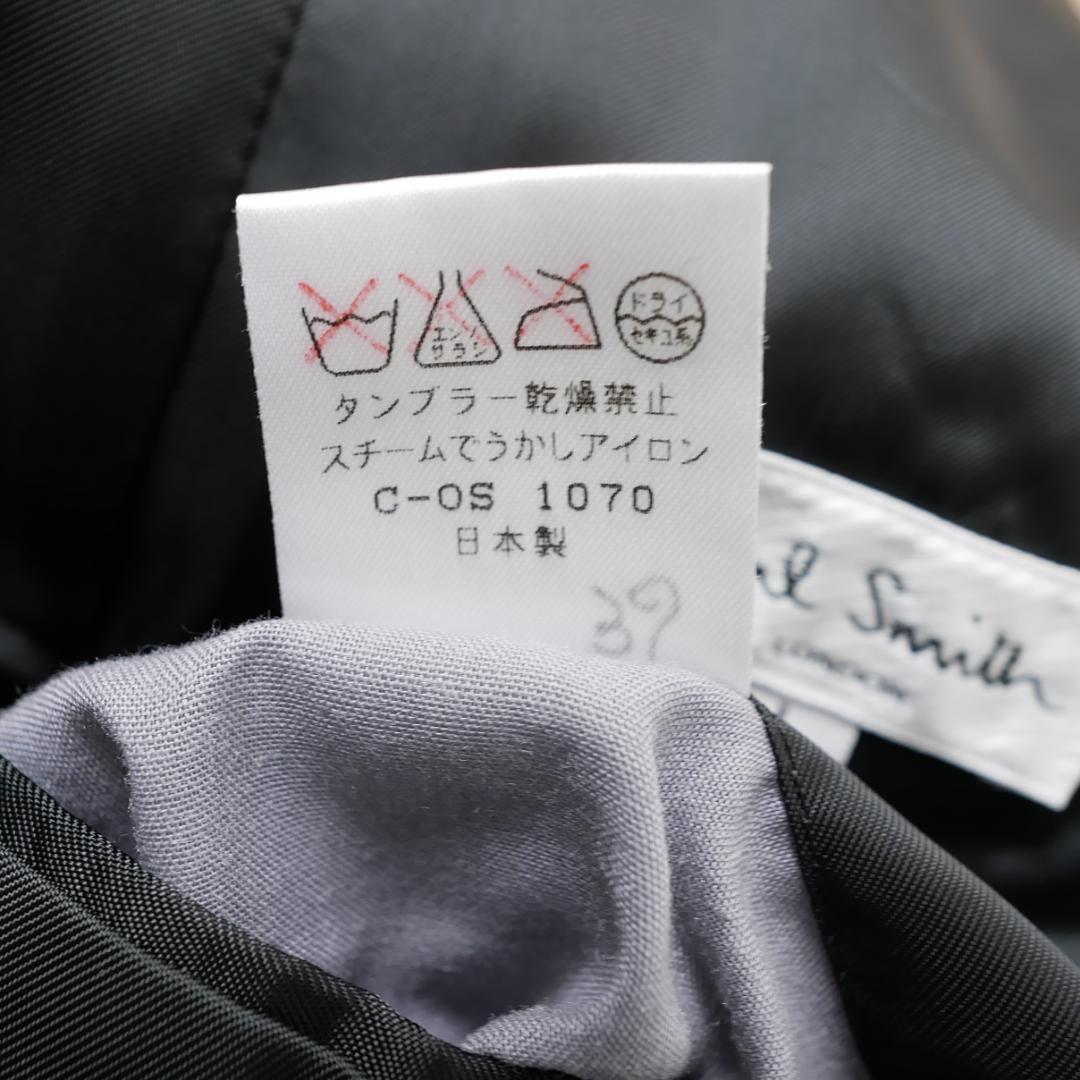 エンソ
サラシ
ドライ
セキユ系
タンブラー乾燥禁止
スチームでうかしアイロン
C-OS 1070
日本製
39
Smith
LONDON